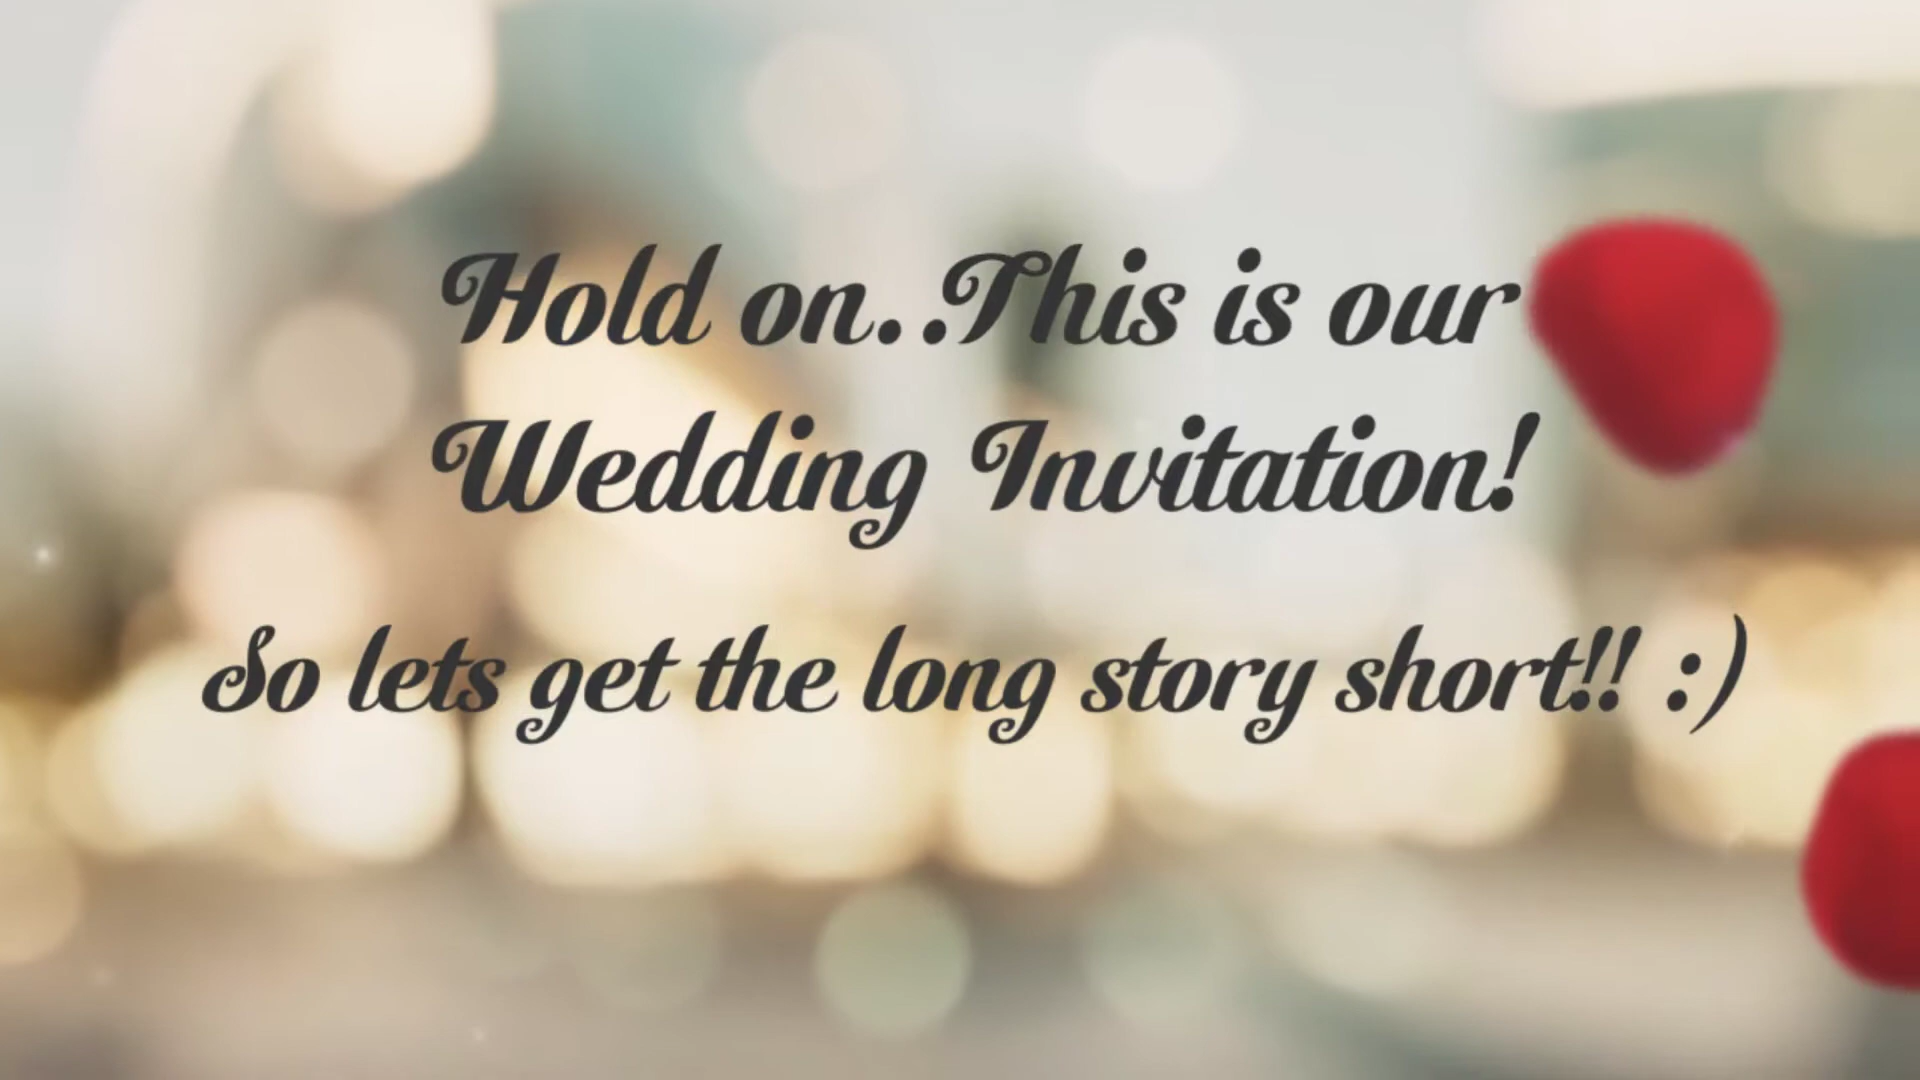 Hold on..This is our
Wedding Invitation!
So lets get the long story short!! :)